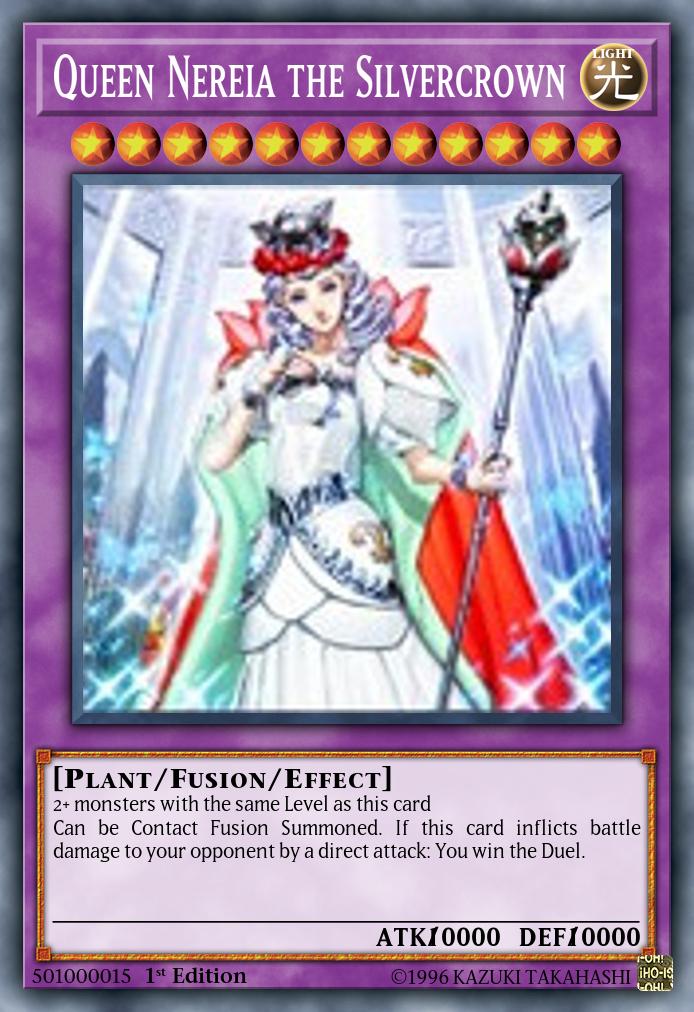 Queen Nereia the Silvercrown
LIGHT
光
[Plant/Fusion/Effect]
2+ monsters with the same Level as this card
Can be Contact Fusion Summoned. If this card inflicts battle
damage to your opponent by a direct attack: You win the Duel.
ATK/10000 DEF/10000
501000015 1st Edition
©1996 KAZUKI TAKAHASHI